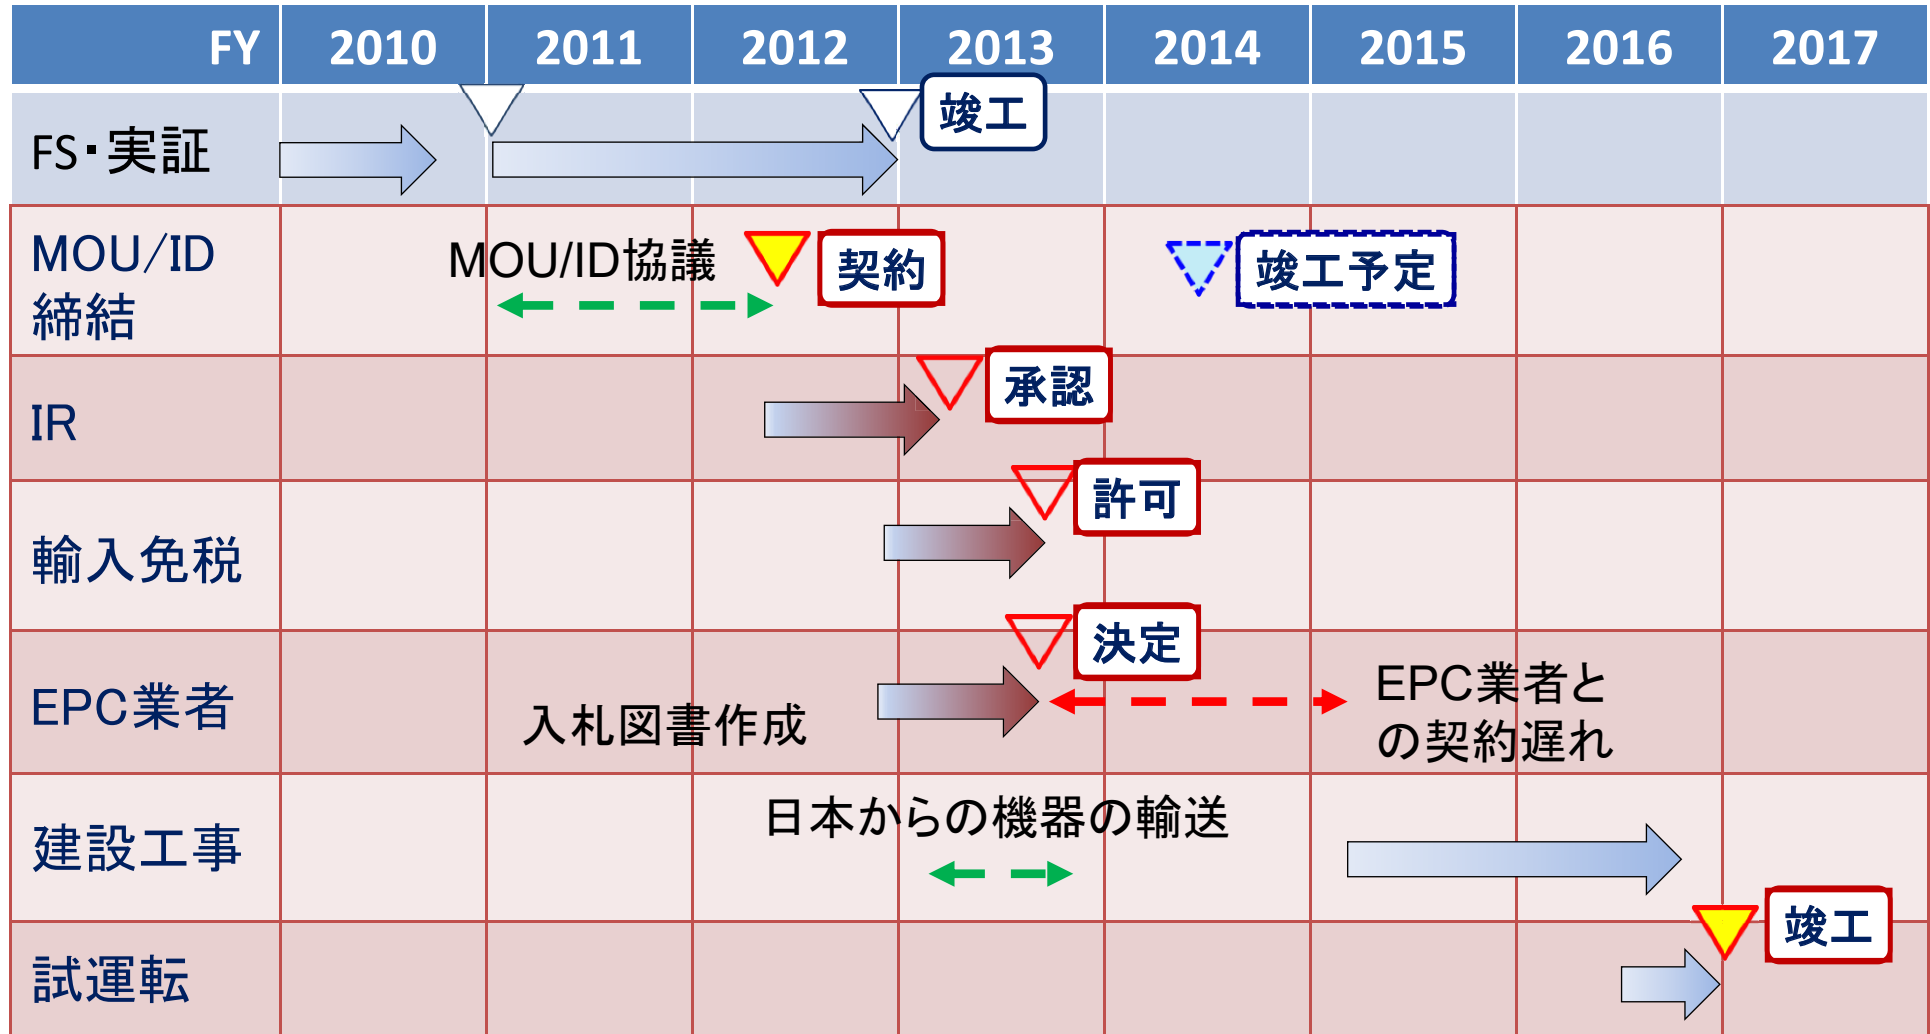 FY 2010 2011 2012 2013 2014 2015 2016 2017
FS・実証
竣工
MOU/ID
締結
MOU/ID協議
契約
竣工予定
IR
承認
輸入免税
許可
EPC業者
入札図書作成
決定
EPC業者と
の契約遅れ
建設工事
日本からの機器の輸送
試運転
竣工